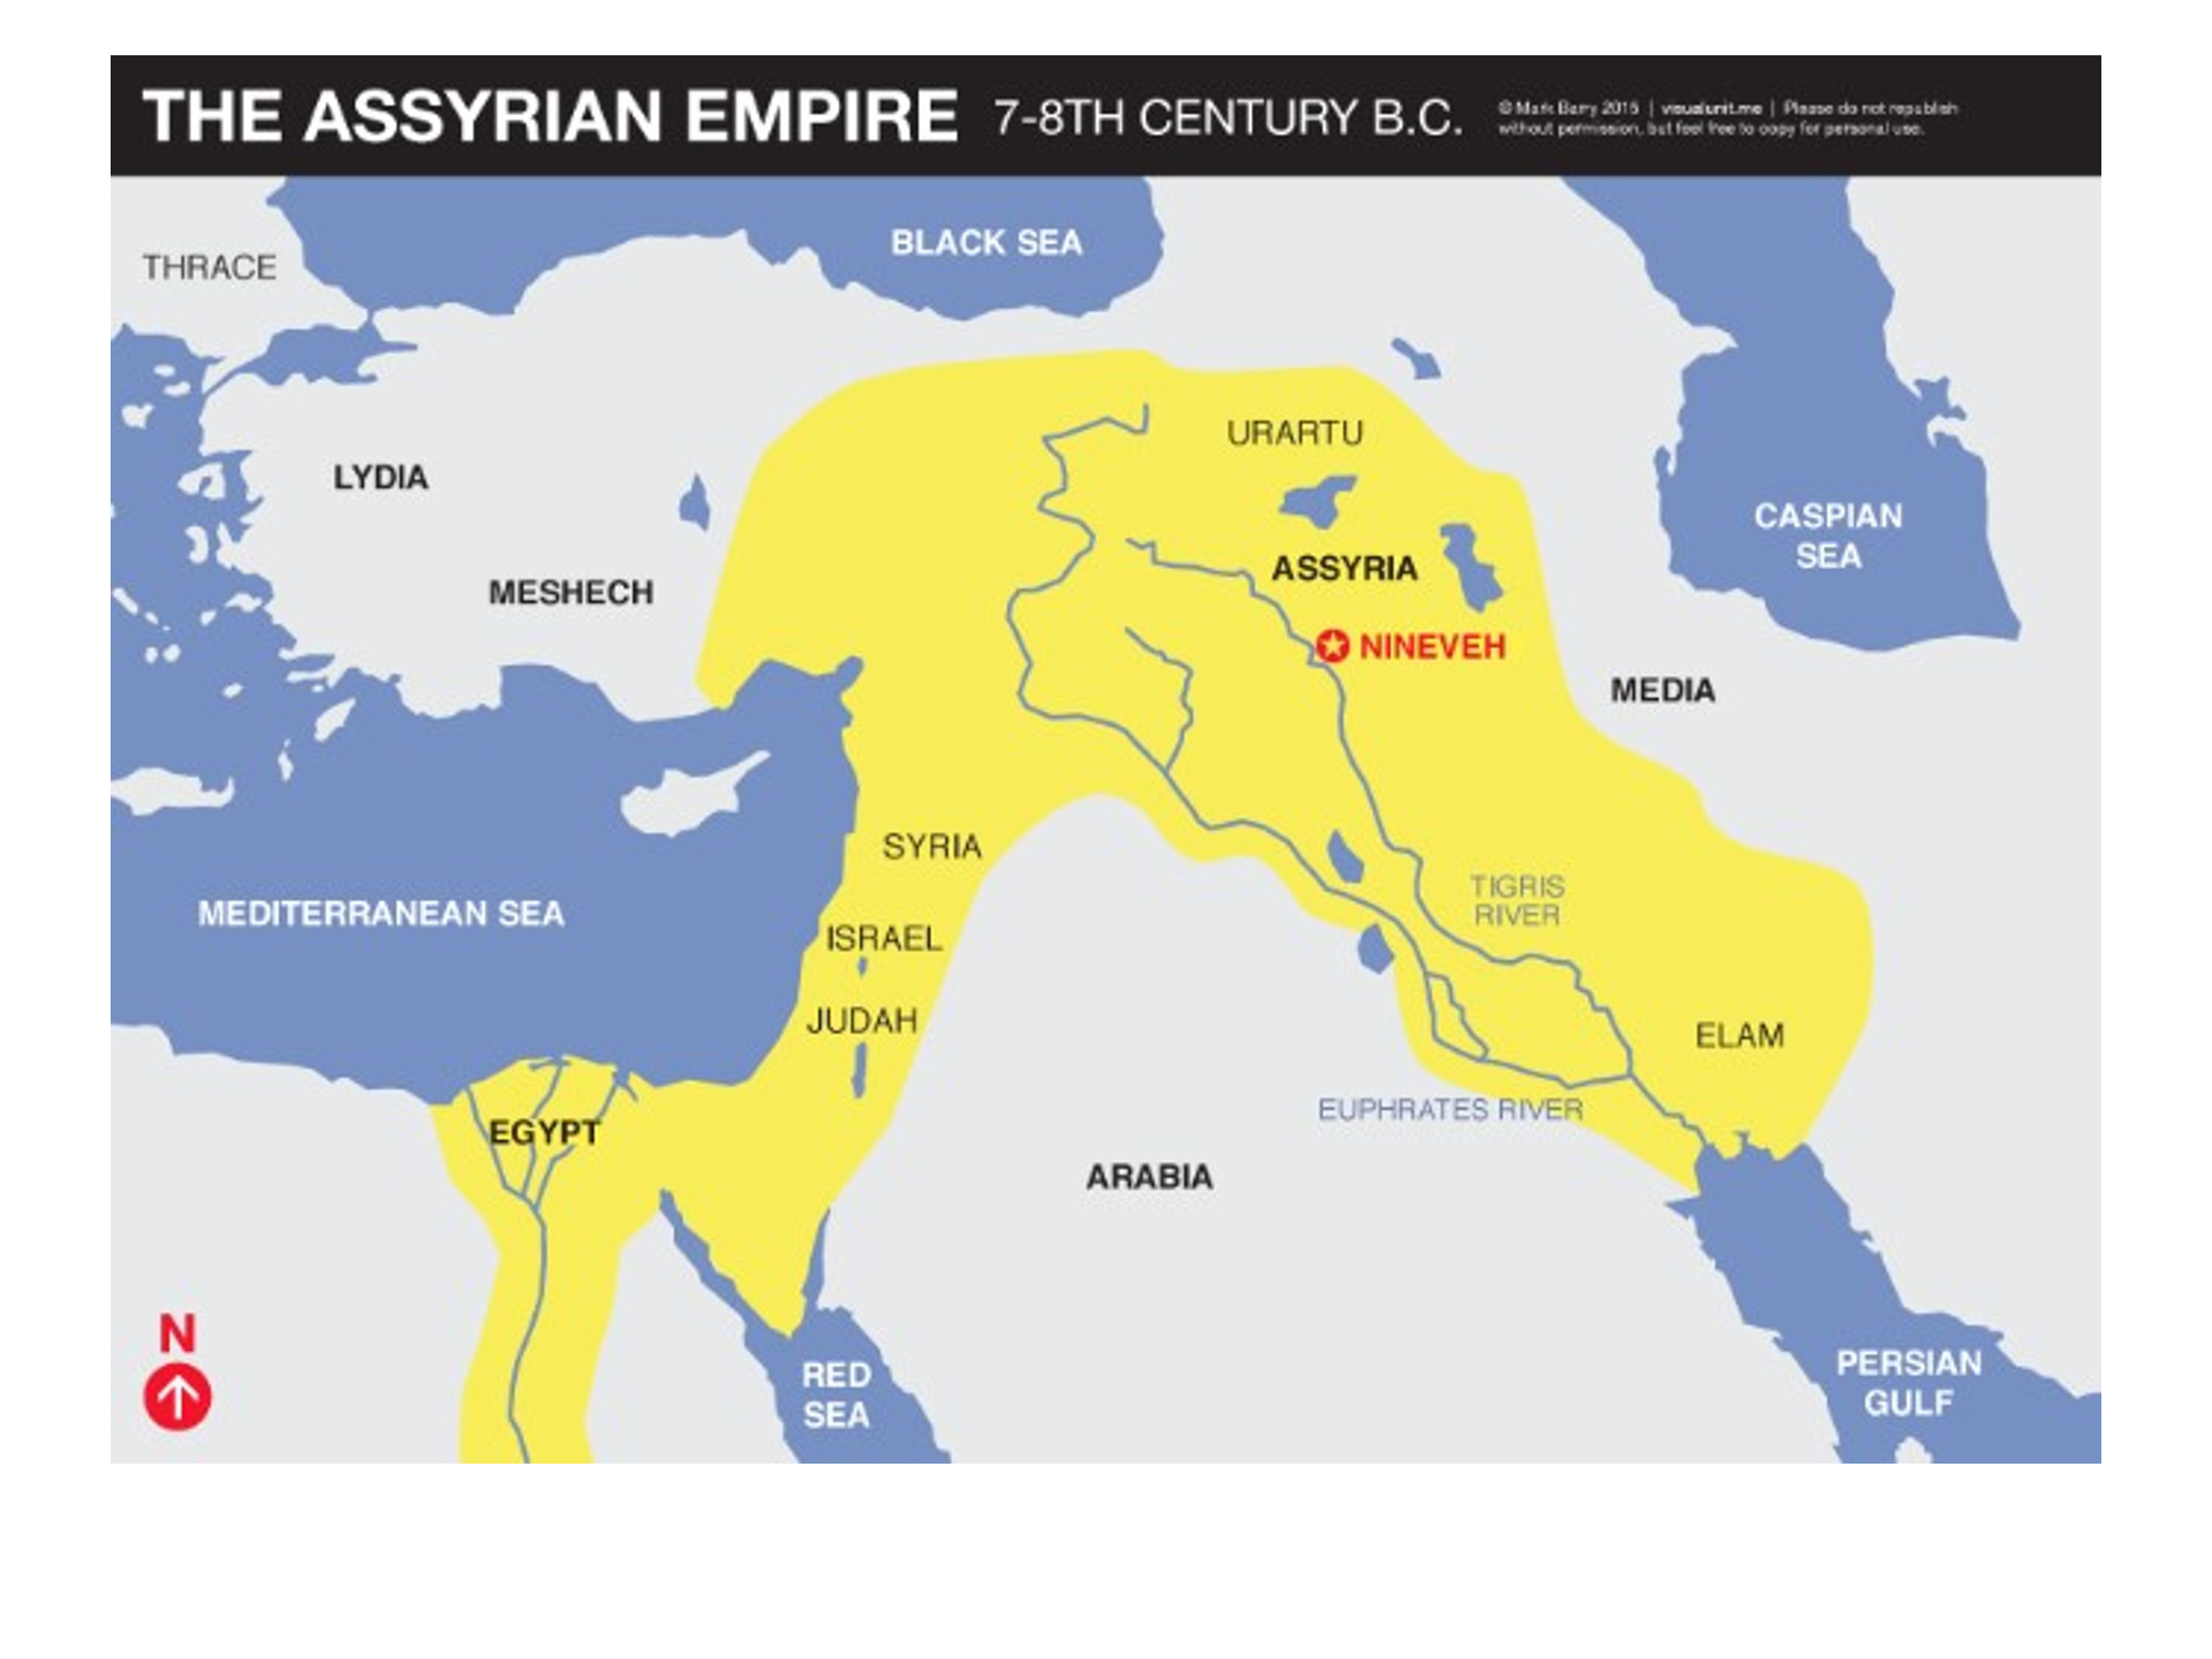 THE ASSYRIAN EMPIRE 7-8TH CENTURY B.C.
© Mark Barry 2015 | visualunit.me | Please do not republish
without permission, but feel free to copy for personal use.
BLACK SEA
THRACE
URARTU
LYDIA
CASPIAN
SEA
ASSYRIA
MESHECH
NINEVEH
MEDIA
SYRIA
TIGRIS
RIVER
MEDITERRANEAN SEA
ISRAEL
JUDAH
ELAM
EUPHRATES RIVER
EGYPT
ARABIA
N
RED
SEA
PERSIAN
GULF